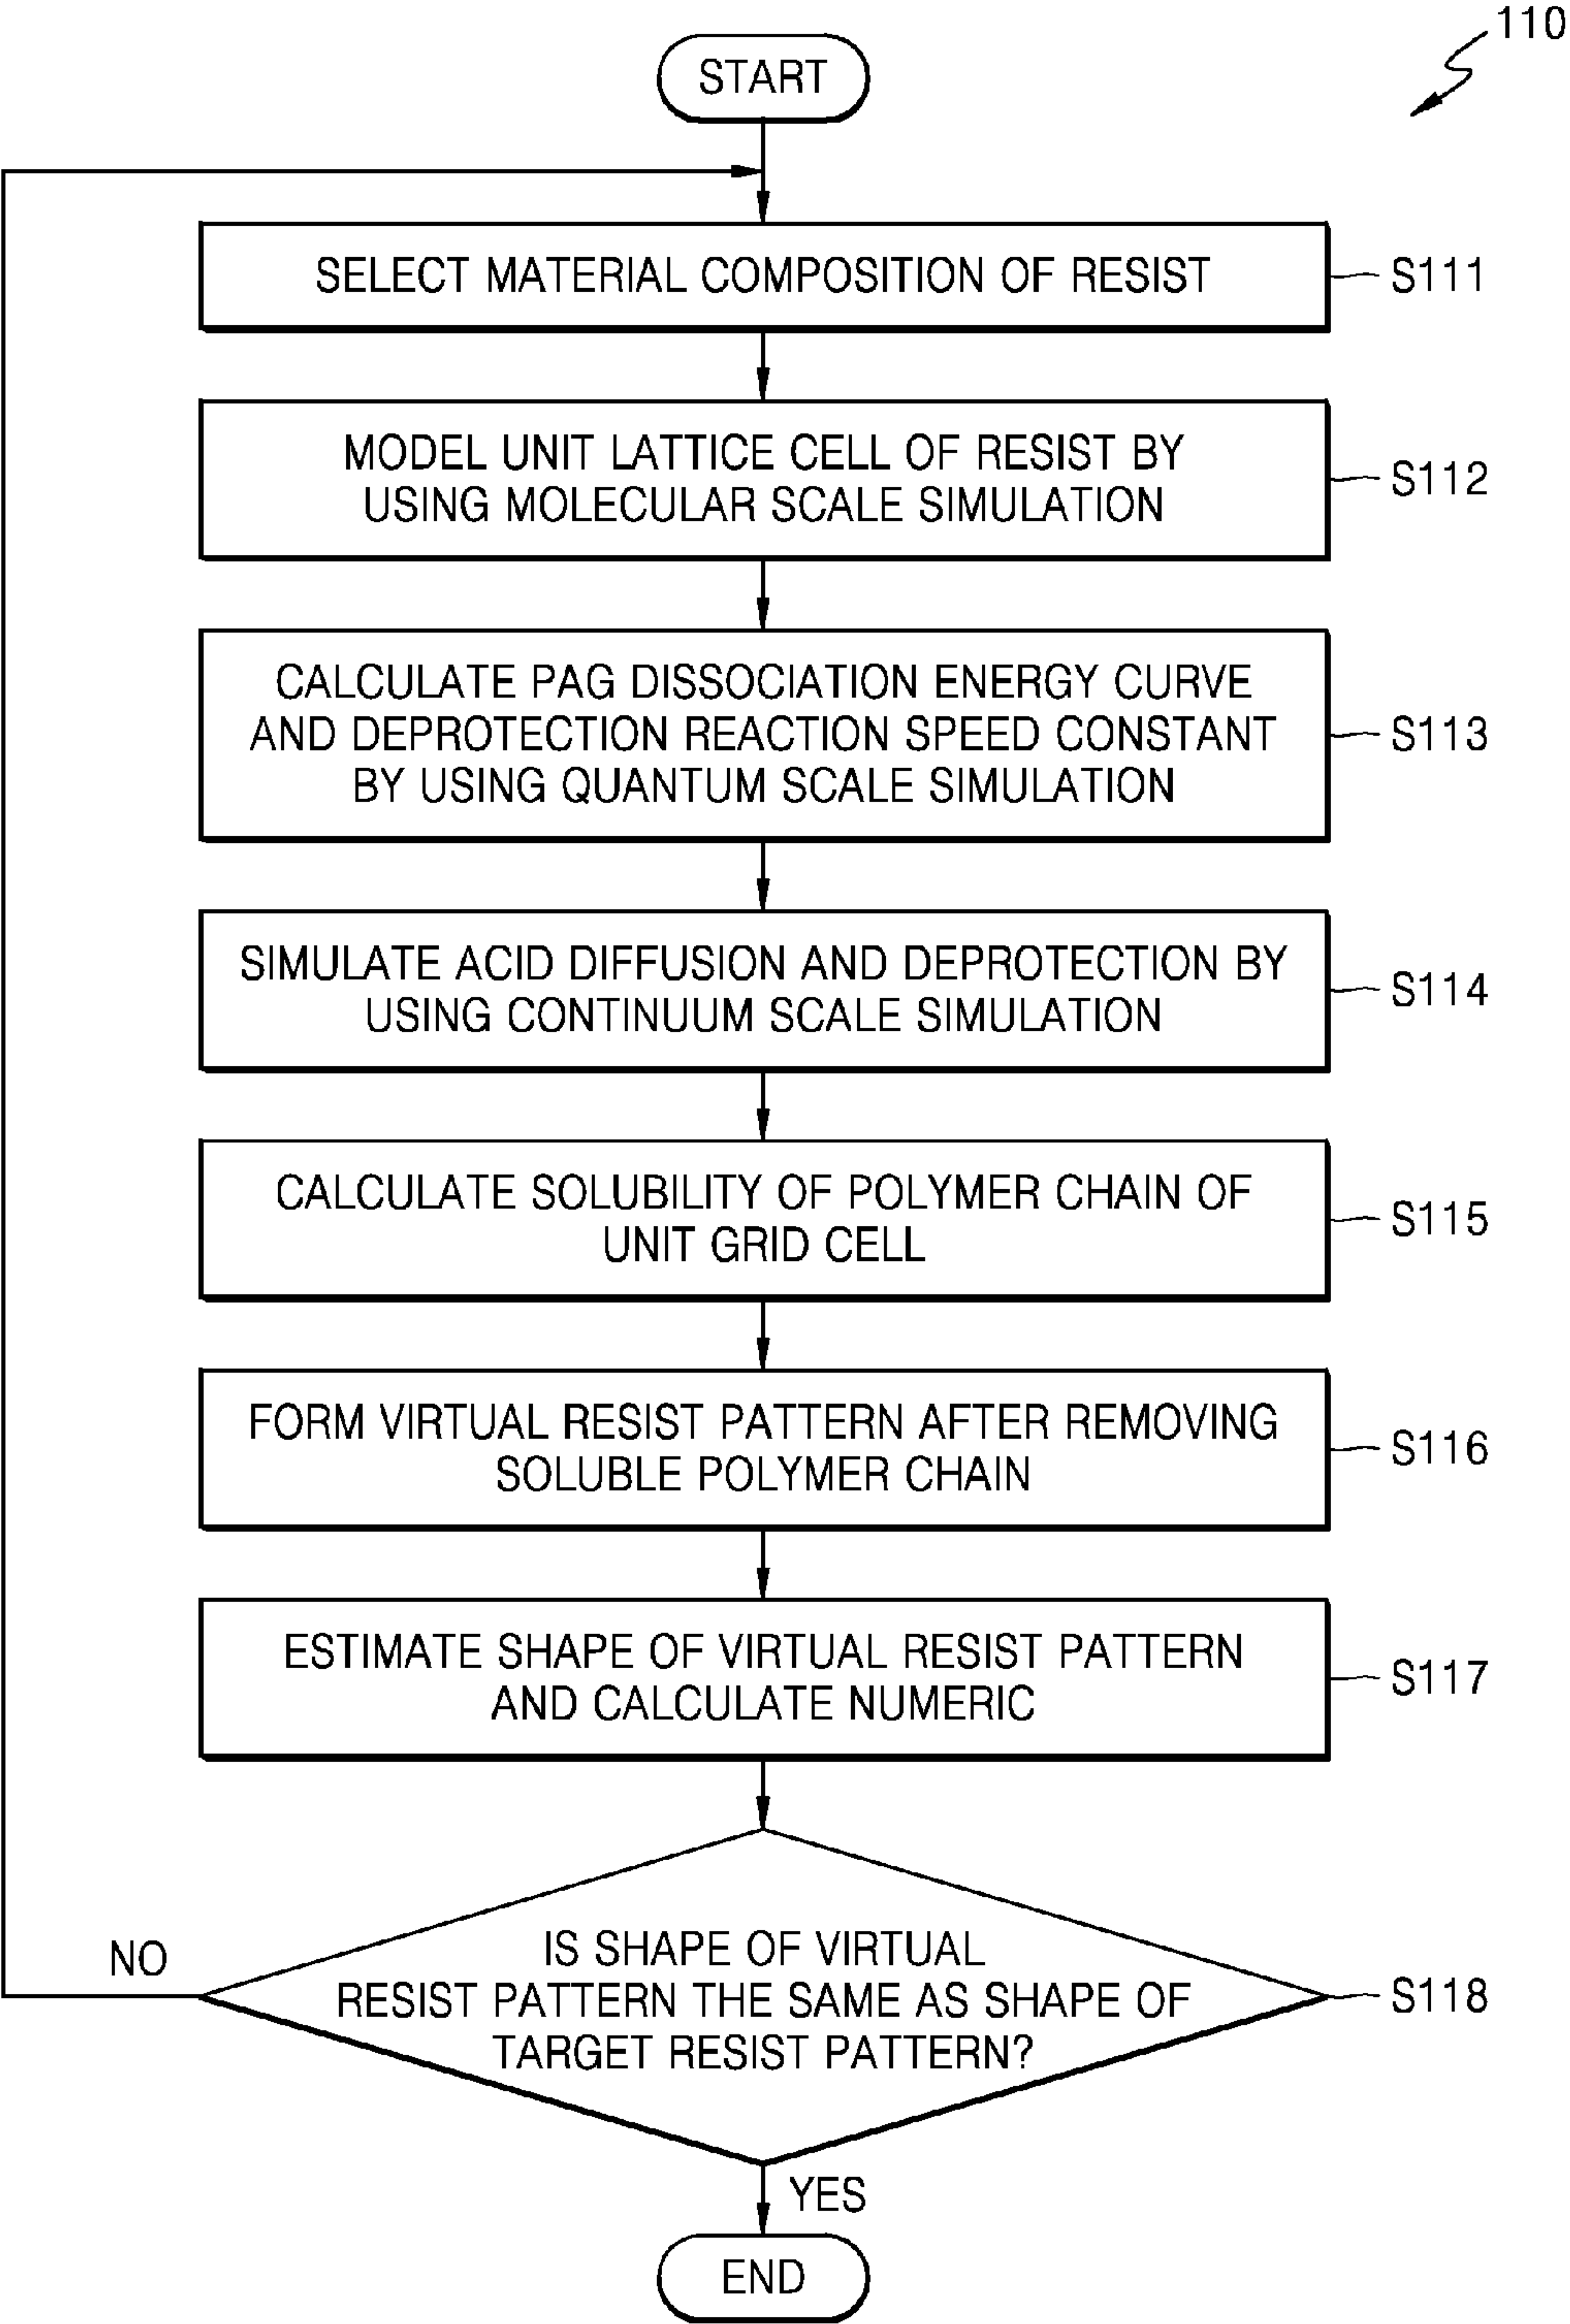 110
START
SELECT MATERIAL COMPOSITION OF RESIST
S111
MODEL UNIT LATTICE CELL OF RESIST BY
USING MOLECULAR SCALE SIMULATION
S112
CALCULATE PAG DISSOCIATION ENERGY CURVE
AND DEPROTECTION REACTION SPEED CONSTANT
BY USING QUANTUM SCALE SIMULATION
S113
SIMULATE ACID DIFFUSION AND DEPROTECTION BY
USING CONTINUUM SCALE SIMULATION
S114
CALCULATE SOLUBILITY OF POLYMER CHAIN OF
UNIT GRID CELL
S115
FORM VIRTUAL RESIST PATTERN AFTER REMOVING
SOLUBLE POLYMER CHAIN
S116
ESTIMATE SHAPE OF VIRTUAL RESIST PATTERN
AND CALCULATE NUMERIC
S117
NO
IS SHAPE OF VIRTUAL
RESIST PATTERN THE SAME AS SHAPE OF
TARGET RESIST PATTERN?
S118
YES
END